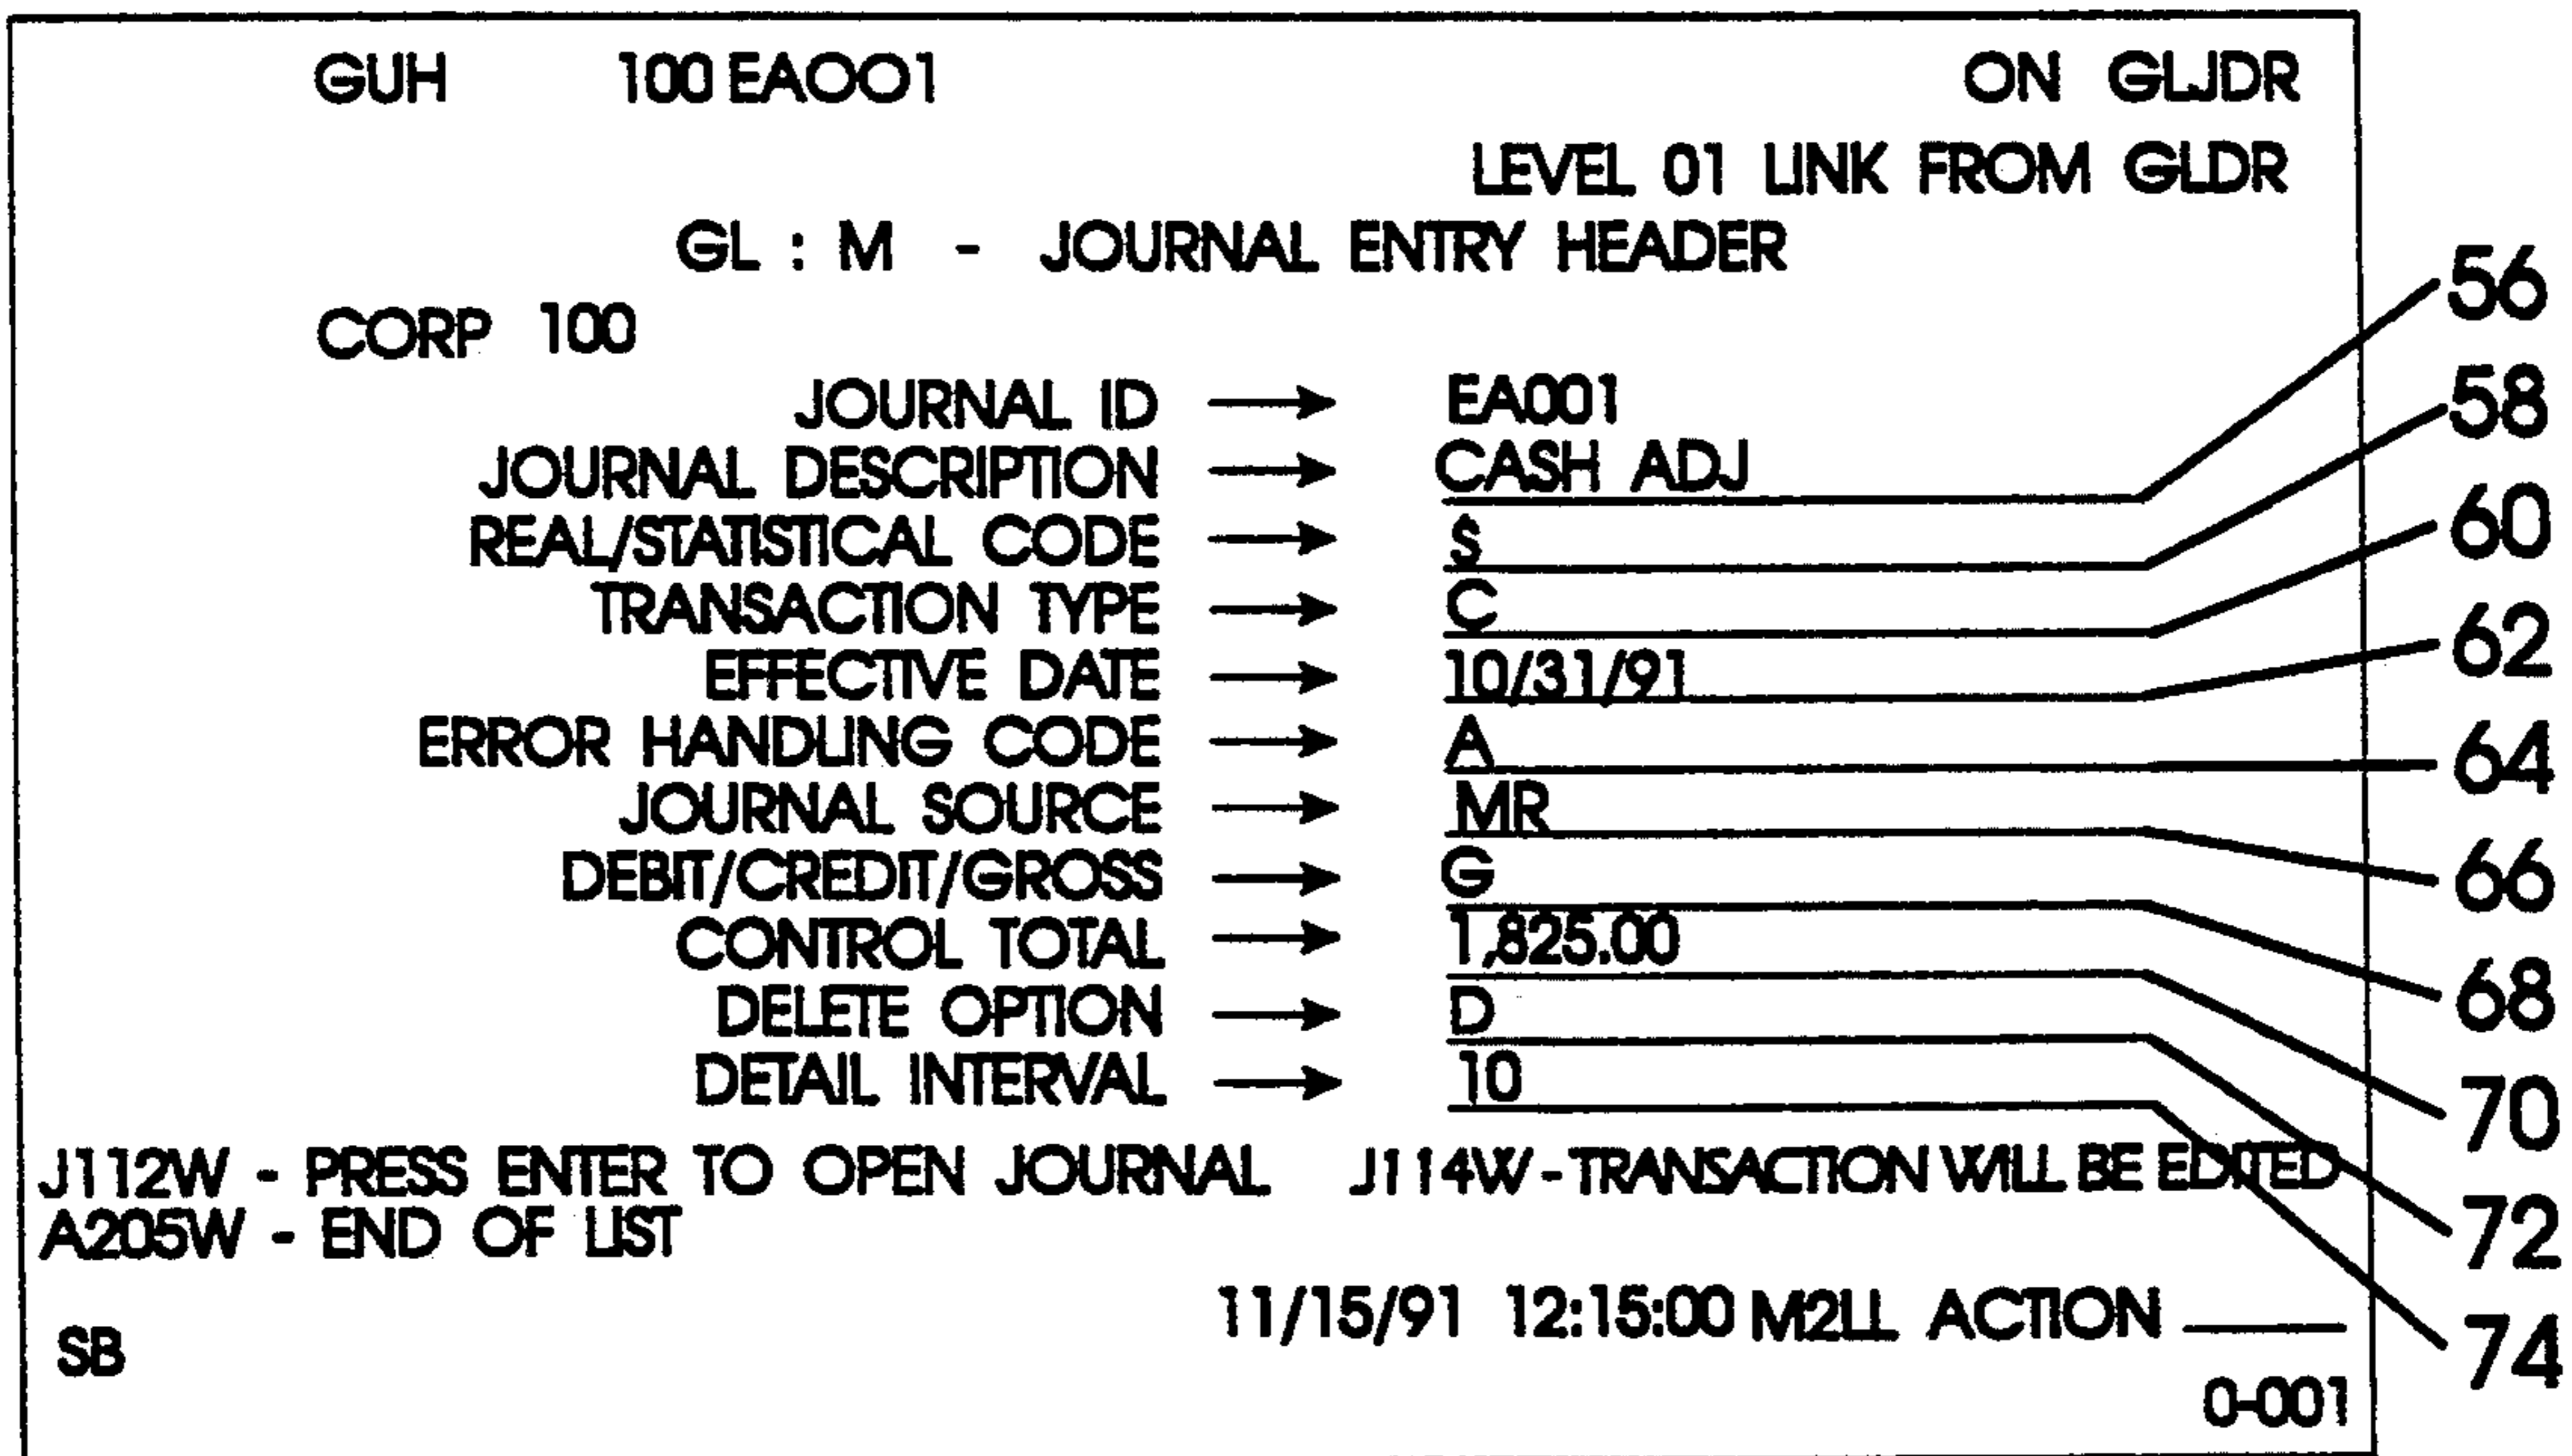 GUH 100 EA001 ON GLJDR
LEVEL 01 LINK FROM GLDR
GL : M - JOURNAL ENTRY HEADER
CORP 100
JOURNAL ID → EA001
JOURNAL DESCRIPTION → CASH ADJ
REAL/STATISTICAL CODE → $
TRANSACTION TYPE → C
EFFECTIVE DATE → 10/31/91
ERROR HANDLING CODE → A
JOURNAL SOURCE → MR
DEBIT/CREDIT/GROSS → G
CONTROL TOTAL → 1,825.00
DELETE OPTION → D
DETAIL INTERVAL → 10
J112W - PRESS ENTER TO OPEN JOURNAL J114W - TRANSACTION WILL BE EDITED
A205W - END OF LIST
11/15/91 12:15:00 M2LL ACTION
SB
0-001
56
58
60
62
64
66
68
70
72
74